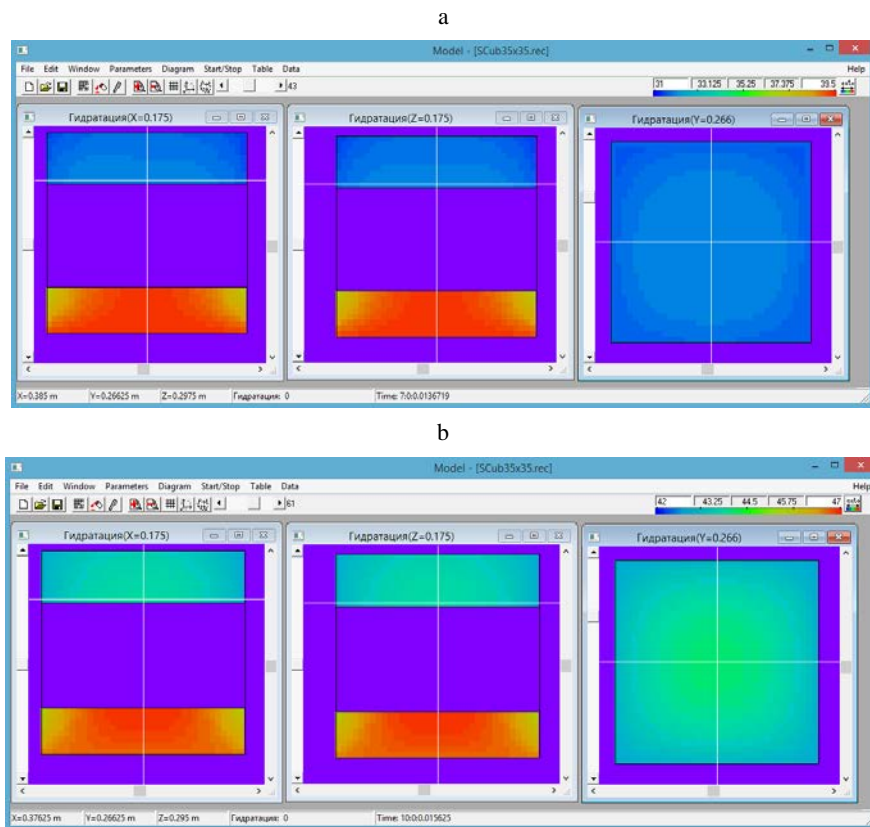 a
Model - [SCub35x35.rec]
File Edit Window Parameters Diagram Start/Stop Table Data Help
43
31 33.125 35.25 37.375 39.5
Гидратация(X=0.175) Гидратация(Z=0.175) Гидратация(Y=0.266)
X=0.385 m Y=0.26625 m Z=0.2975 m Гидратация: 0 Time: 7:0:0.0136719
b
Model - [SCub35x35.rec]
File Edit Window Parameters Diagram Start/Stop Table Data Help
61
42 43.25 44.5 45.75 47
Гидратация(X=0.175) Гидратация(Z=0.175) Гидратация(Y=0.266)
X=0.37625 m Y=0.26625 m Z=0.295 m Гидратация: 0 Time: 10:0:0.015625